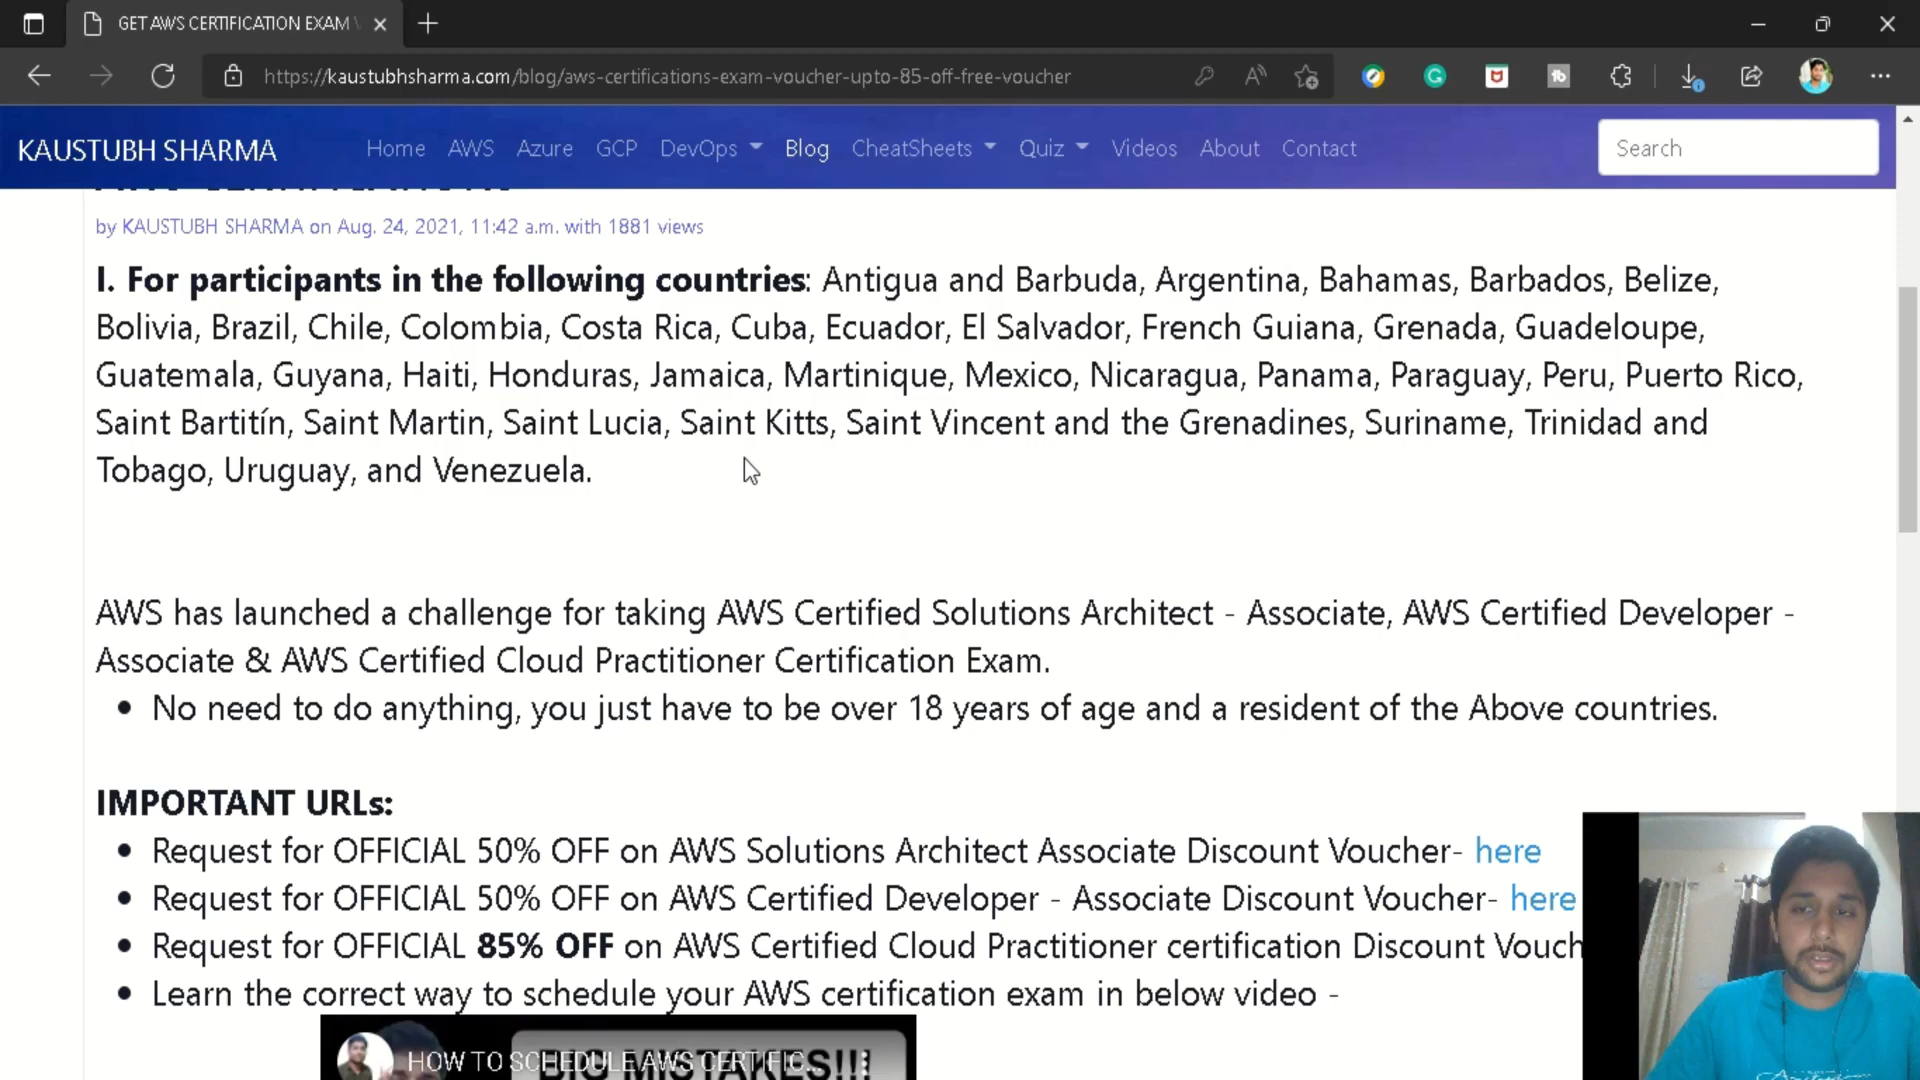 GET AWS CERTIFICATION EXAM
https://kaustubhsharma.com/blog/aws-certifications-exam-voucher-upto-85-off-free-voucher
KAUSTUBH SHARMA Home AWS Azure GCP DevOps Blog CheatSheets Quiz Videos About Contact Search
by KAUSTUBH SHARMA on Aug. 24, 2021, 11:42 a.m. with 1881 views
I. For participants in the following countries: Antigua and Barbuda, Argentina, Bahamas, Barbados, Belize,
Bolivia, Brazil, Chile, Colombia, Costa Rica, Cuba, Ecuador, El Salvador, French Guiana, Grenada, Guadeloupe,
Guatemala, Guyana, Haiti, Honduras, Jamaica, Martinique, Mexico, Nicaragua, Panama, Paraguay, Peru, Puerto Rico,
Saint Bartitín, Saint Martin, Saint Lucia, Saint Kitts, Saint Vincent and the Grenadines, Suriname, Trinidad and
Tobago, Uruguay, and Venezuela.
AWS has launched a challenge for taking AWS Certified Solutions Architect - Associate, AWS Certified Developer -
Associate & AWS Certified Cloud Practitioner Certification Exam.
• No need to do anything, you just have to be over 18 years of age and a resident of the Above countries.
IMPORTANT URLs:
• Request for OFFICIAL 50% OFF on AWS Solutions Architect Associate Discount Voucher- here
• Request for OFFICIAL 50% OFF on AWS Certified Developer - Associate Discount Voucher- here
• Request for OFFICIAL 85% OFF on AWS Certified Cloud Practitioner certification Discount Vouch
• Learn the correct way to schedule your AWS certification exam in below video -
HOW TO SCHEDULE AWS CERTIFIC...
BIG MISTAKES!!!